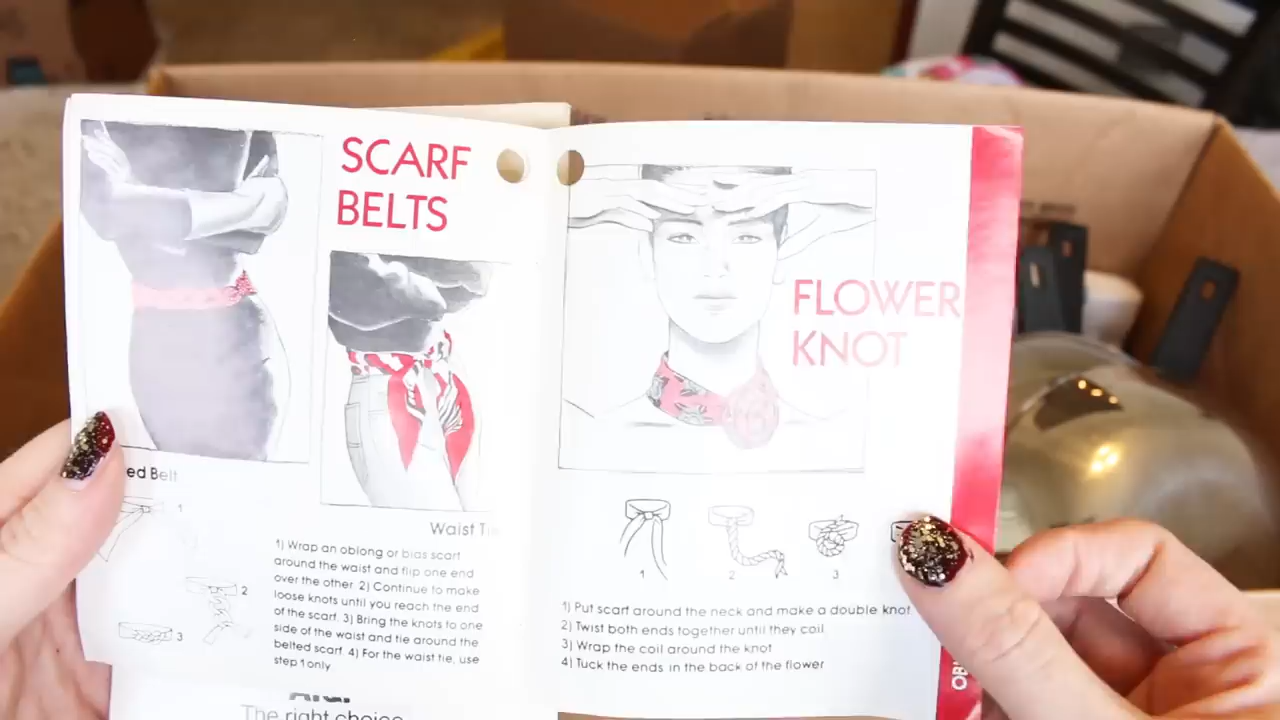 SCARF
BELTS
ed Belt
1
2
3
Waist Tie
1) Wrap an oblong or bias scarf
around the waist and flip one end
over the other. 2) Continue to make
loose knots until you reach the end
of the scarf. 3) Bring the knots to one
side of the waist and tie around the
belted scarf. 4) For the waist tie, use
step 1 only
The right choice
FLOWER
KNOT
1
2
3
1) Put scarf around the neck and make a double knot
2) Twist both ends together until they coil
3) Wrap the coil around the knot
4) Tuck the ends in the back of the flower
OB